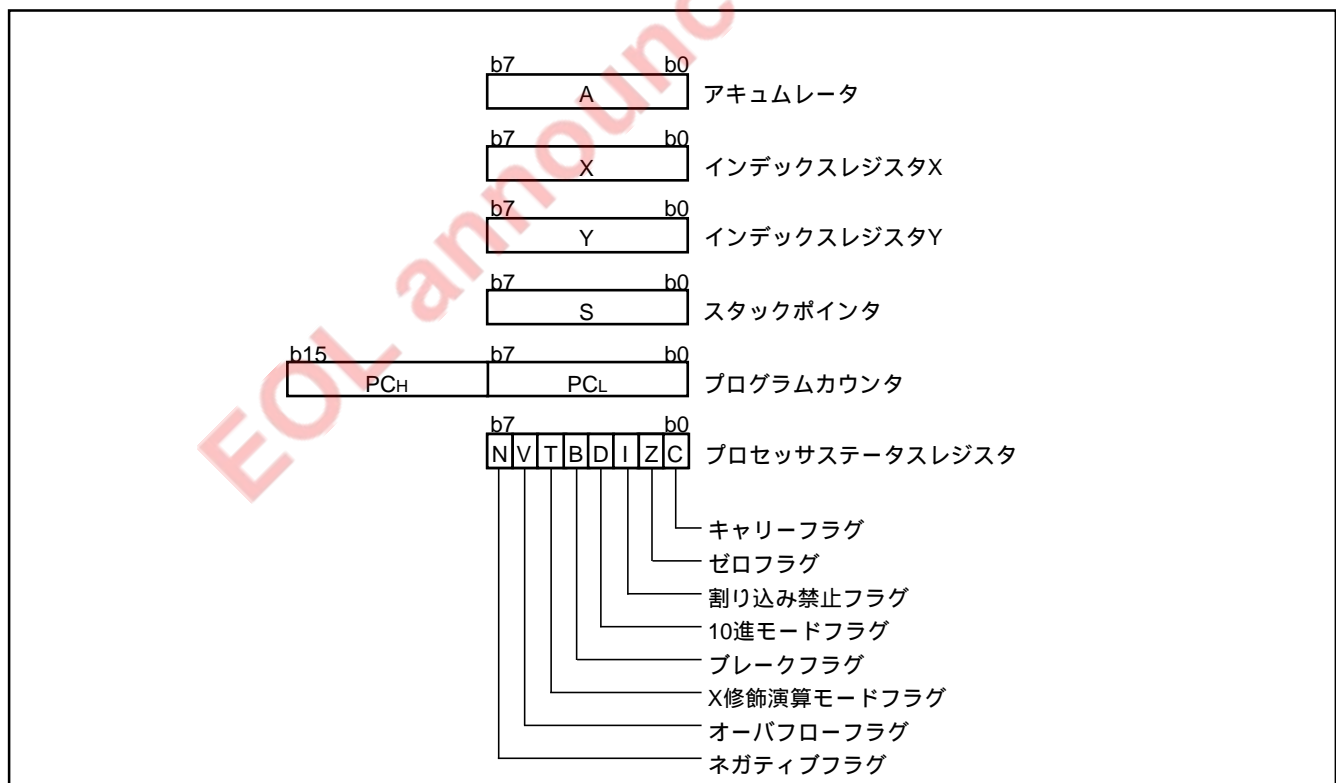 b7 b0
A アキュムレータ
b7 b0
X インデックスレジスタX
b7 b0
Y インデックスレジスタY
b7 b0
S スタックポインタ
b15 b7 b0
PCH PCL プログラムカウンタ
b7 b0
N V T B D I Z C プロセッサステータスレジスタ
キャリーフラグ
ゼロフラグ
割り込み禁止フラグ
10進モードフラグ
ブレークフラグ
X修飾演算モードフラグ
オーバフローフラグ
ネガティブフラグ
EOL announc